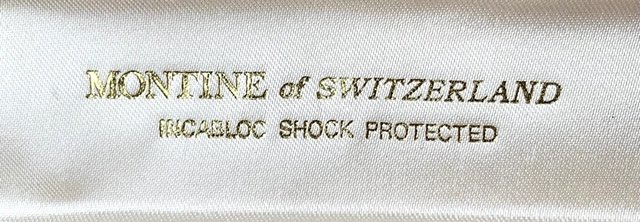 MONTINE of SWITZERLAND
INCABLOC SHOCK PROTECTED